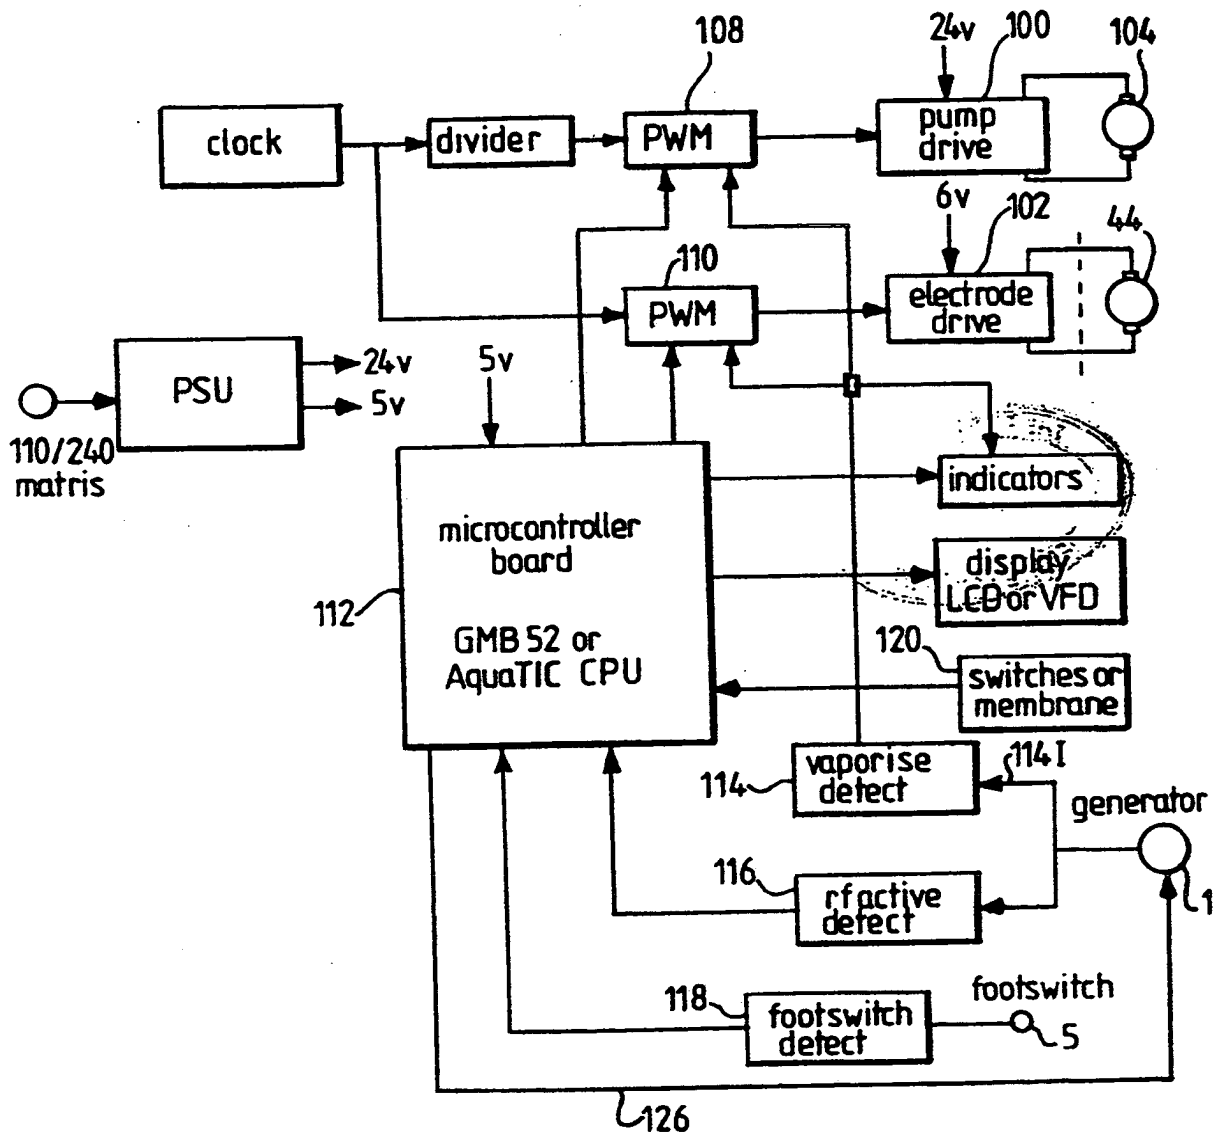 108
24v
100
104
clock
divider
PWM
pump
drive
6v
102
44
110
PWM
electrode
drive
PSU
24v
5v
5v
110/240
matris
indicators
microcontroller
board
display
LCD or VFD
112
GMB 52 or
AquaTIC CPU
120
switches or
membrane
114
vaporise
detect
114 I
generator
116
rf active
detect
1
118
footswitch
detect
footswitch
5
126